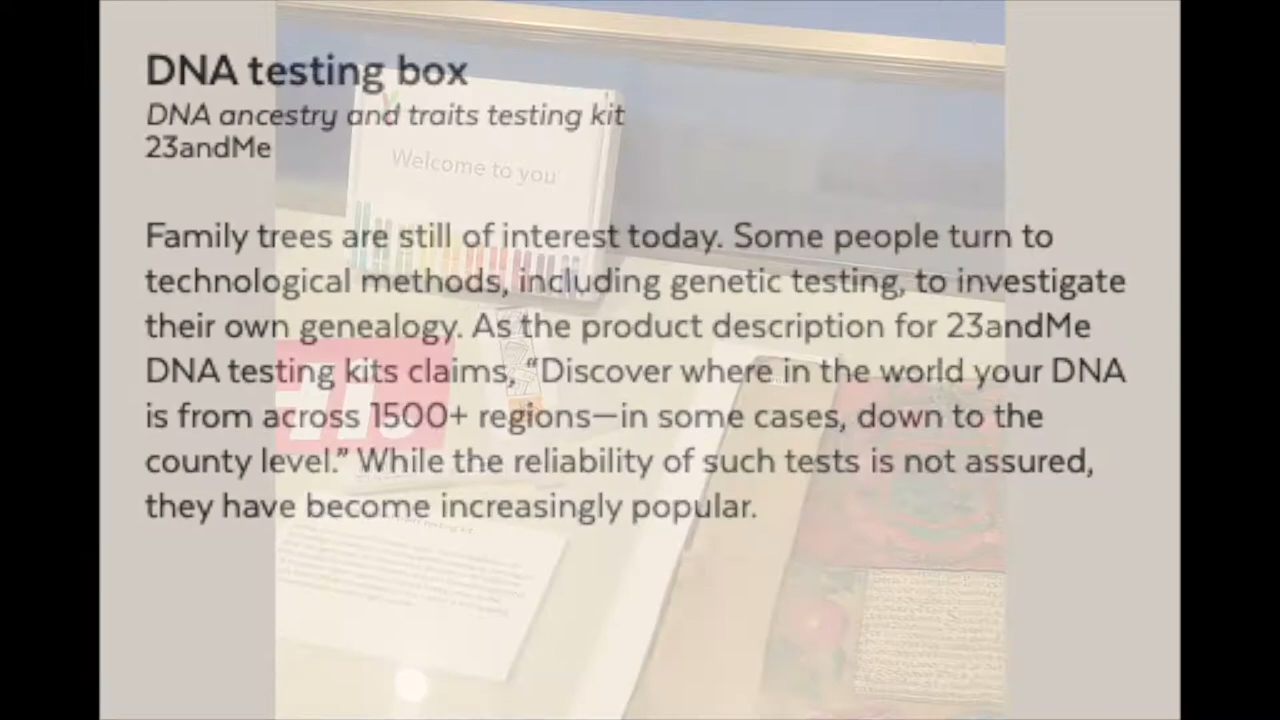 DNA testing box
DNA ancestry and traits testing kit
23andMe
Family trees are still of interest today. Some people turn to
technological methods, including genetic testing, to investigate
their own genealogy. As the product description for 23andMe
DNA testing kits claims, “Discover where in the world your DNA
is from across 1500+ regions—in some cases, down to the
county level.” While the reliability of such tests is not assured,
they have become increasingly popular.
Welcome to you